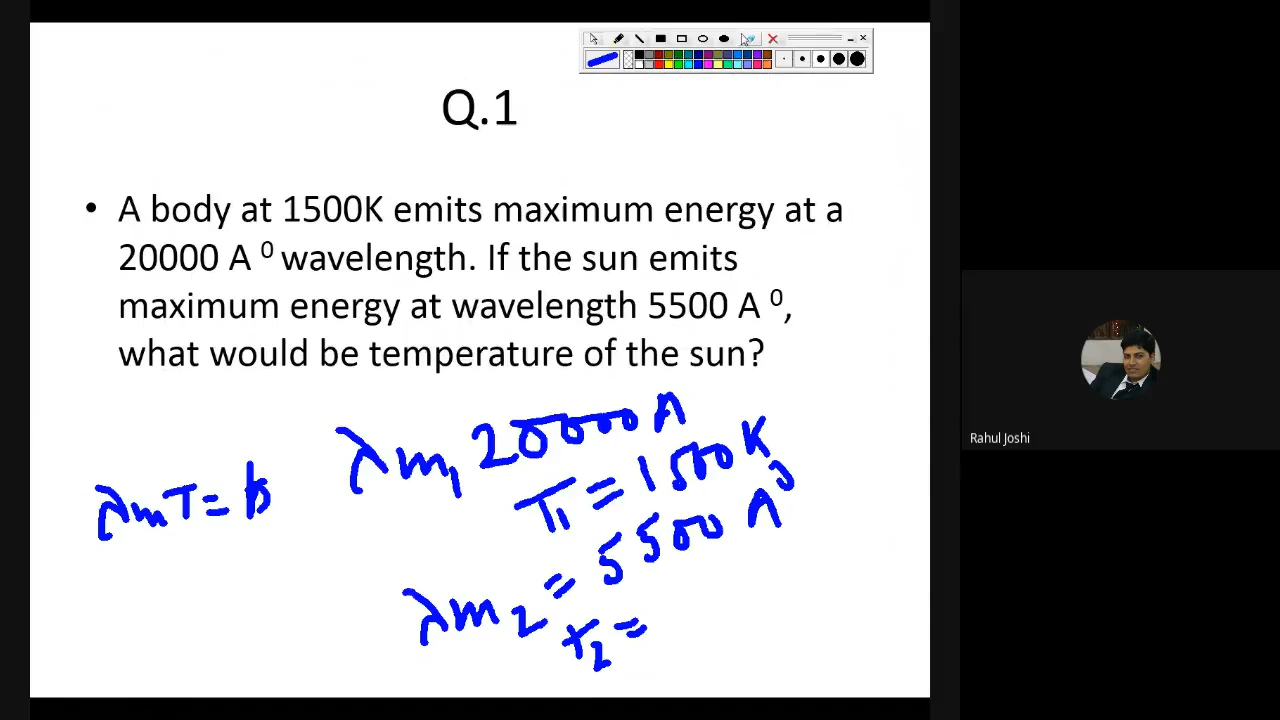 Q.1
• A body at 1500K emits maximum energy at a
20000 A ⁰ wavelength. If the sun emits
maximum energy at wavelength 5500 A ⁰,
what would be temperature of the sun?
λm₁ 20000 A
T₁ = 1500 K
λmT = b
λm₂ = 5500 A⁰
T₂ =
Rahul Joshi